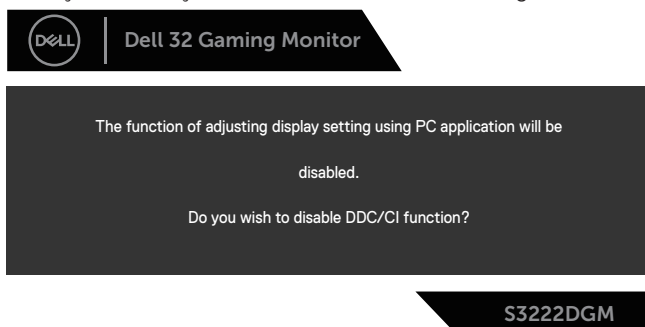 DELL
Dell 32 Gaming Monitor
The function of adjusting display setting using PC application will be
disabled.
Do you wish to disable DDC/CI function?
S3222DGM